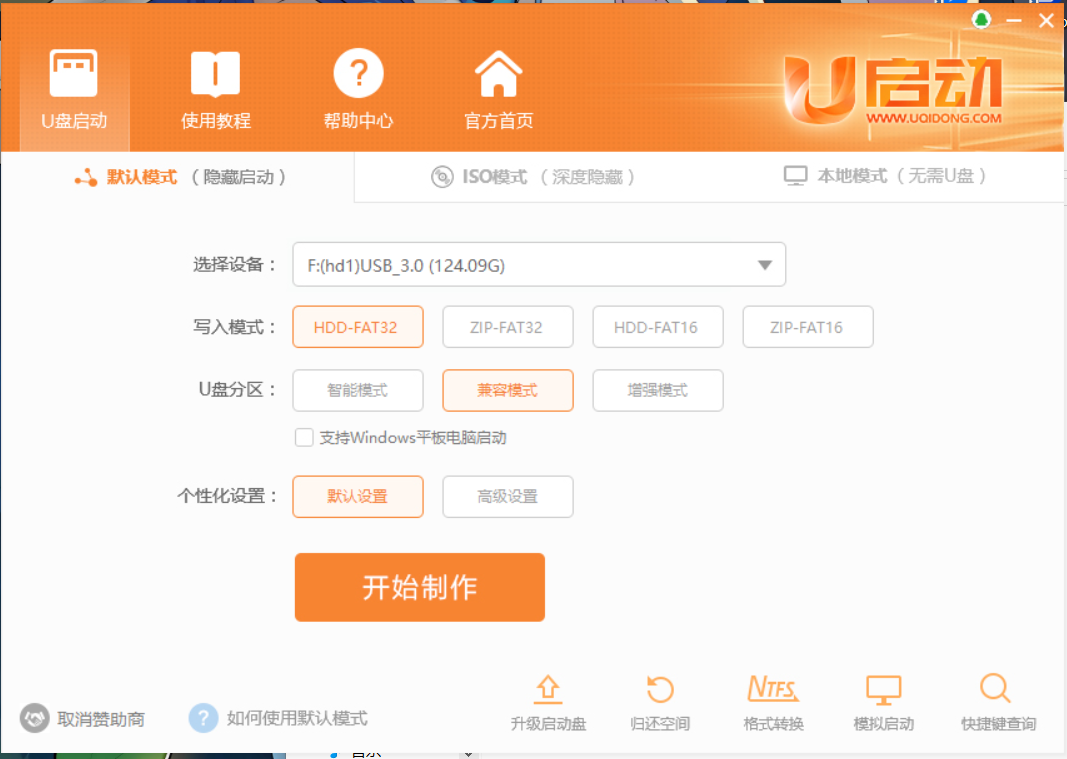 U盘启动
使用教程
帮助中心
官方首页
U启动
WWW.UQIDONG.COM
默认模式 （隐藏启动）
ISO模式 （深度隐藏）
本地模式（无需U盘）
选择设备：
F:(hd1)USB_3.0 (124.09G)
写入模式：
HDD-FAT32
ZIP-FAT32
HDD-FAT16
ZIP-FAT16
U盘分区：
智能模式
兼容模式
增强模式
支持Windows平板电脑启动
个性化设置：
默认设置
高级设置
开始制作
取消赞助商
如何使用默认模式
升级启动盘
归还空间
NTFS
格式转换
模拟启动
快捷键查询